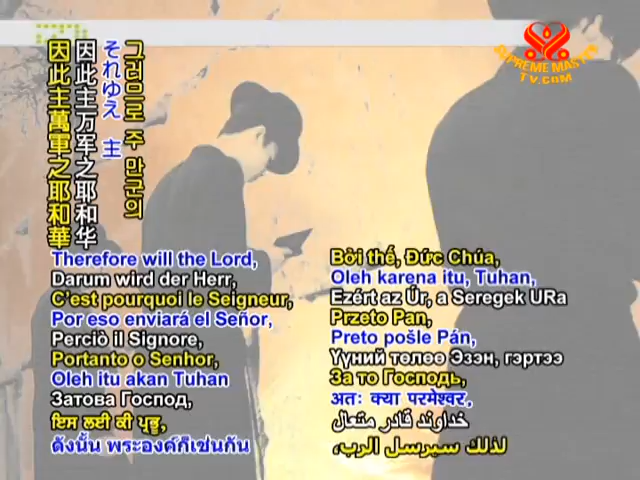 SUPREME MASTER
TV.COM
그러므로 주 만군의
それゆえ 主
因此主万军之耶和华
因此主萬軍之耶和華
Therefore will the Lord,
Darum wird der Herr,
C'est pourquoi le Seigneur,
Por eso enviará el Señor,
Perciò il Signore,
Portanto o Senhor,
Oleh itu akan Tuhan
Затова Господ,
ਇਸ ਲਈ ਕੀ ਪ੍ਰਭੂ,
ดังนั้น พระองค์ก็เช่นกัน
Bởi thế, Đức Chúa,
Oleh karena itu, Tuhan,
Ezért az Úr, a Seregek URa
Przeto Pan,
Preto pošle Pán,
Үүний төлөө Эзэн, гэртээ
За то Господь,
अतः क्या परमेश्वर,
خداوند قادر متعال
لذلك سيرسل الرب،